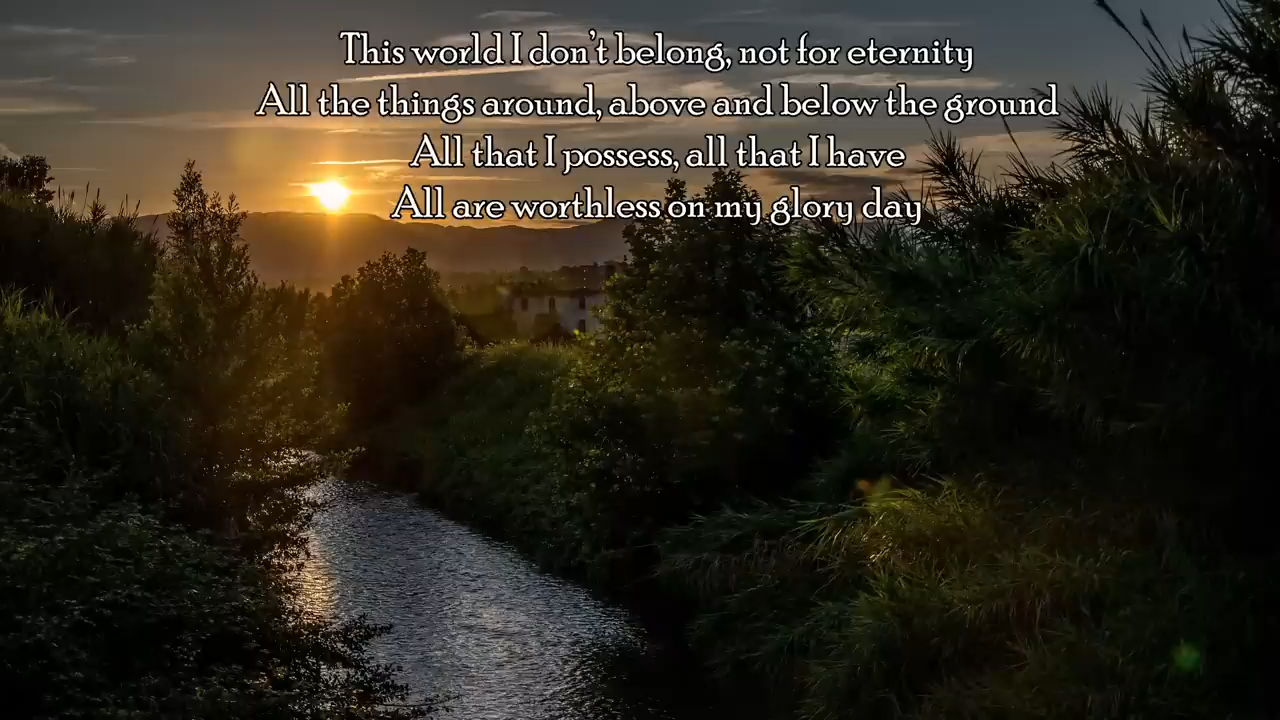 This world I don't belong, not for eternity
All the things around, above and below the ground
All that I possess, all that I have
All are worthless on my glory day